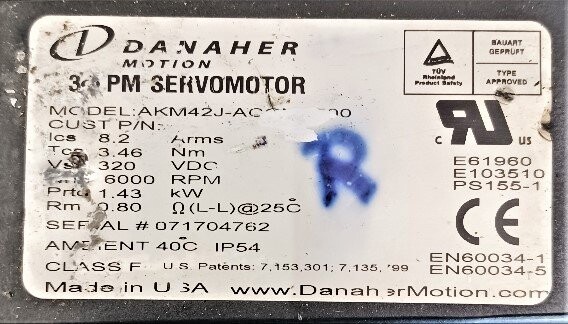 DANAHER
MOTION
PM SERVOMOTOR
MODEL:AKM42J-
CUST P/N:
Ics 8.2 Arms
Tcs 3.46 Nm
Vs 320 VDC
6000 RPM
Prtd 1.43 kW
Rm 0.80 Ω(L-L)@25C
SERIAL # 071704762
AMBIENT 40C IP54
CLASS F U.S. Patents: 7,153,301; 7,135,
Made in USA www.DanaherMotion.com
TÜV
Rheinland
Product Safety
BAUART
GEPRÜFT
TYPE
APPROVED
c RU us
E61960
E103510
PS155-1
CE
EN60034-1
EN60034-5
R